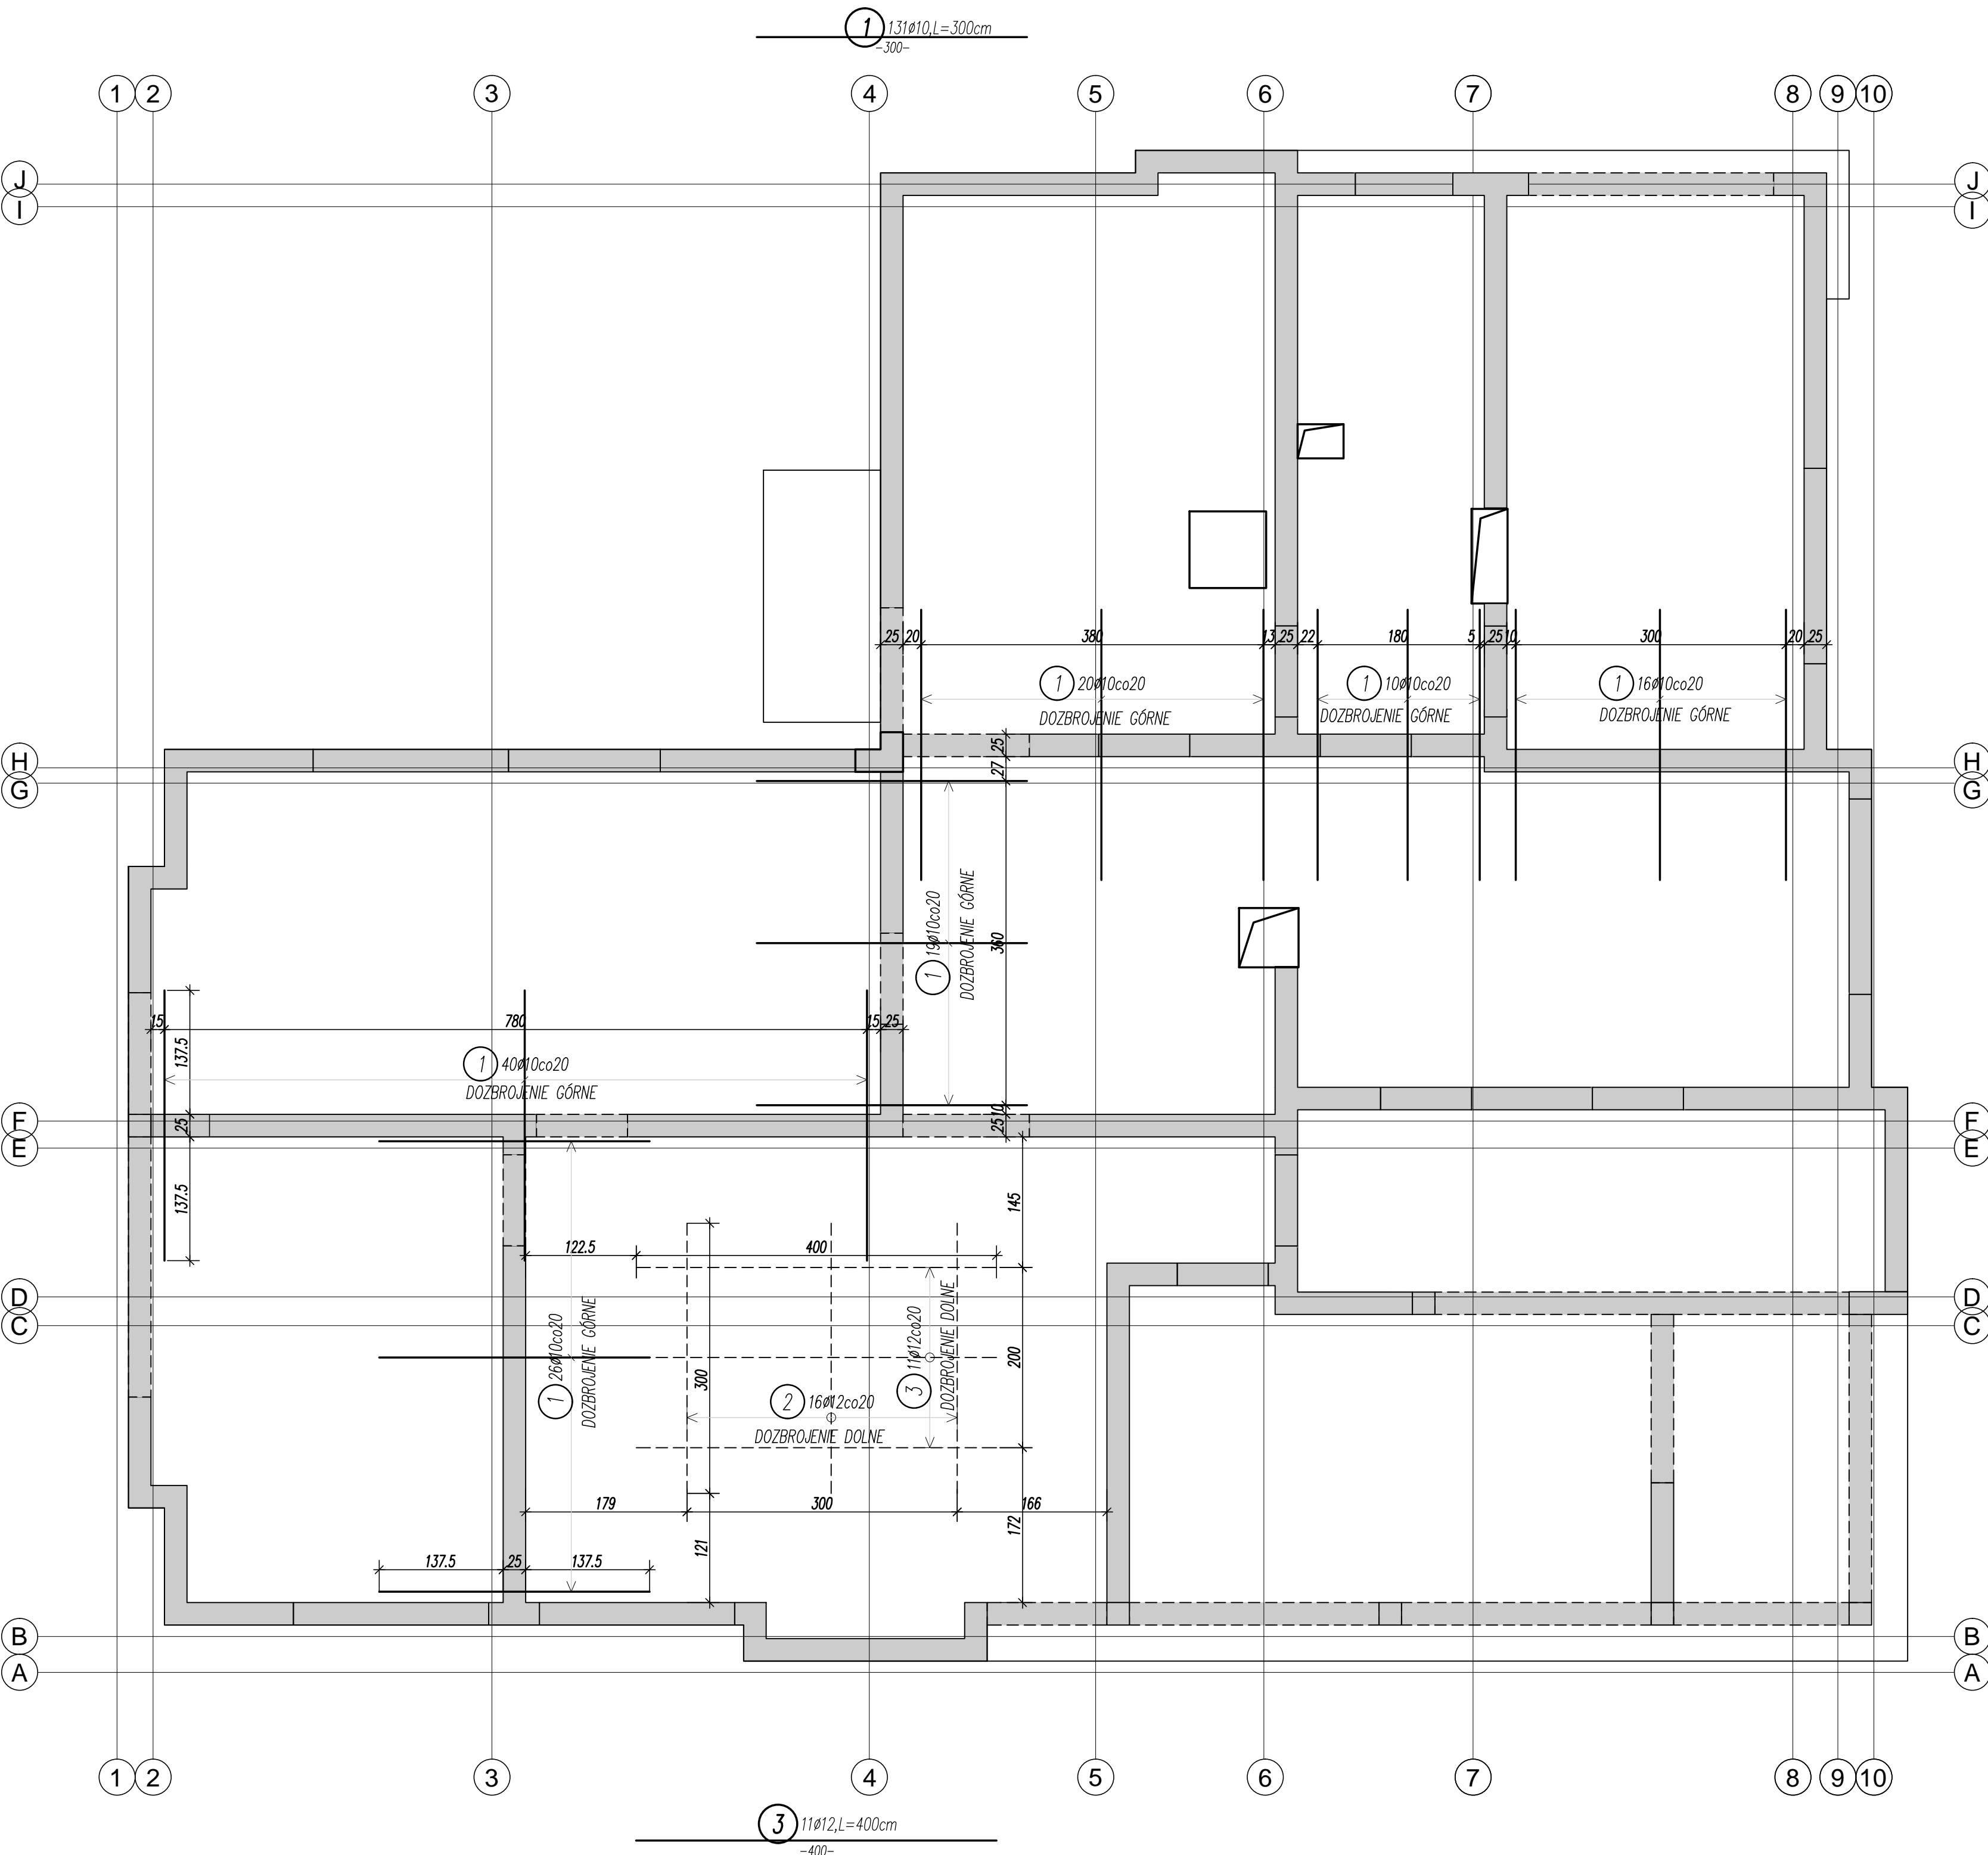 1 131ø10,L=300cm
-300-
1 2 3 4 5 6 7 8 9 10
J J
I I
25 20 380 13 25 22 180 5 25 10 300 20 25
1 20ø10co20 1 10ø10co20 1 16ø10co20
DOZBROJENIE GÓRNE DOZBROJENIE GÓRNE DOZBROJENIE GÓRNE
25
27
H H
G G
1 19ø10co20
DOZBROJENIE GÓRNE
360
15 780 15 25
137.5
1 40ø10co20
DOZBROJENIE GÓRNE
10
25
25
F F
E E
137.5
145
122.5 400
D D
C C
1 26ø10co20
DOZBROJENIE GÓRNE
3 11ø12co20
DOZBROJENIE DOLNE
200
300
2 16ø12co20
DOZBROJENIE DOLNE
179 300 166
172
121
137.5 25 137.5
B B
A A
1 2 3 4 5 6 7 8 9 10
3 11ø12,L=400cm
-400-